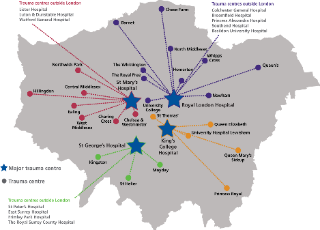 Trauma centres outside London
Luton Hospital
Luton & Dunstable Hospital
Watford General Hospital
Trauma centres outside London
Colchester General Hospital
Broomfield Hospital
Princess Alexandra Hospital
Southend Hospital
Basildon University Hospital
Chase Farm
Barnet
North Middlesex
Whipps
Cross
Queen's
The Whittington
Homerton
Northwick Park
The Royal Free
St Mary's
Hospital
Hillingdon
Central Middlesex
Newham
University
College
Royal London Hospital
Ealing
Charing
Cross
Chelsea &
Westminster
St Thomas'
West
Middlesex
Queen Elizabeth
University Hospital Lewisham
King's
College
Hospital
St George's Hospital
Queen Mary's
Sidcup
Kingston
Mayday
St Helier
Princess Royal
Major trauma centre
Trauma centre
Trauma centres outside London
St Peter's Hospital
East Surrey Hospital
Frimley Park Hospital
The Royal Surrey County Hospital